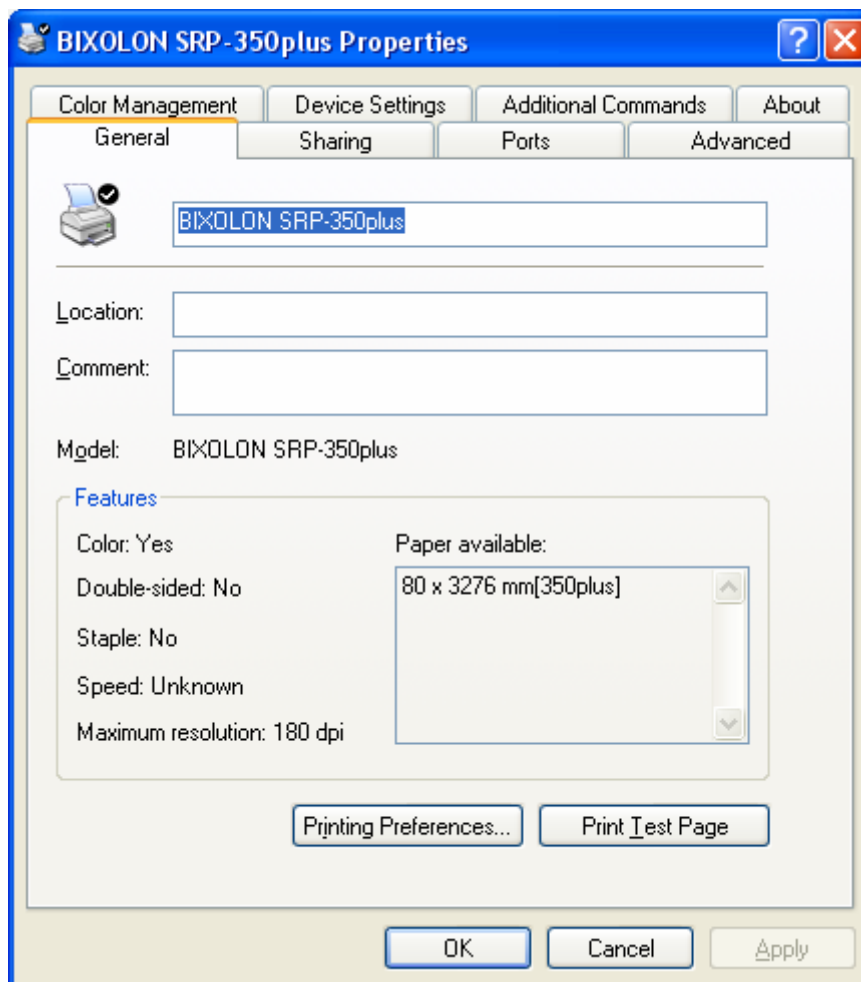 BIXOLON SRP-350plus Properties
Color Management Device Settings Additional Commands About
General Sharing Ports Advanced
BIXOLON SRP-350plus
Location:
Comment:
Model: BIXOLON SRP-350plus
Features
Color: Yes Paper available:
Double-sided: No 80 x 3276 mm[350plus]
Staple: No
Speed: Unknown
Maximum resolution: 180 dpi
Printing Preferences... Print Test Page
OK Cancel Apply